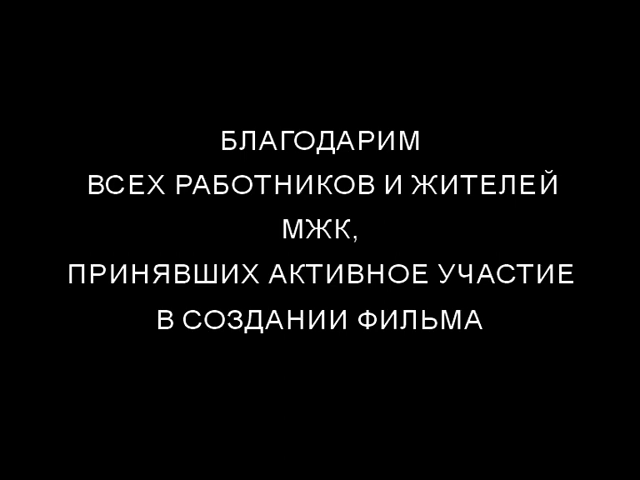 БЛАГОДАРИМ
ВСЕХ РАБОТНИКОВ И ЖИТЕЛЕЙ
МЖК,
ПРИНЯВШИХ АКТИВНОЕ УЧАСТИЕ
В СОЗДАНИИ ФИЛЬМА